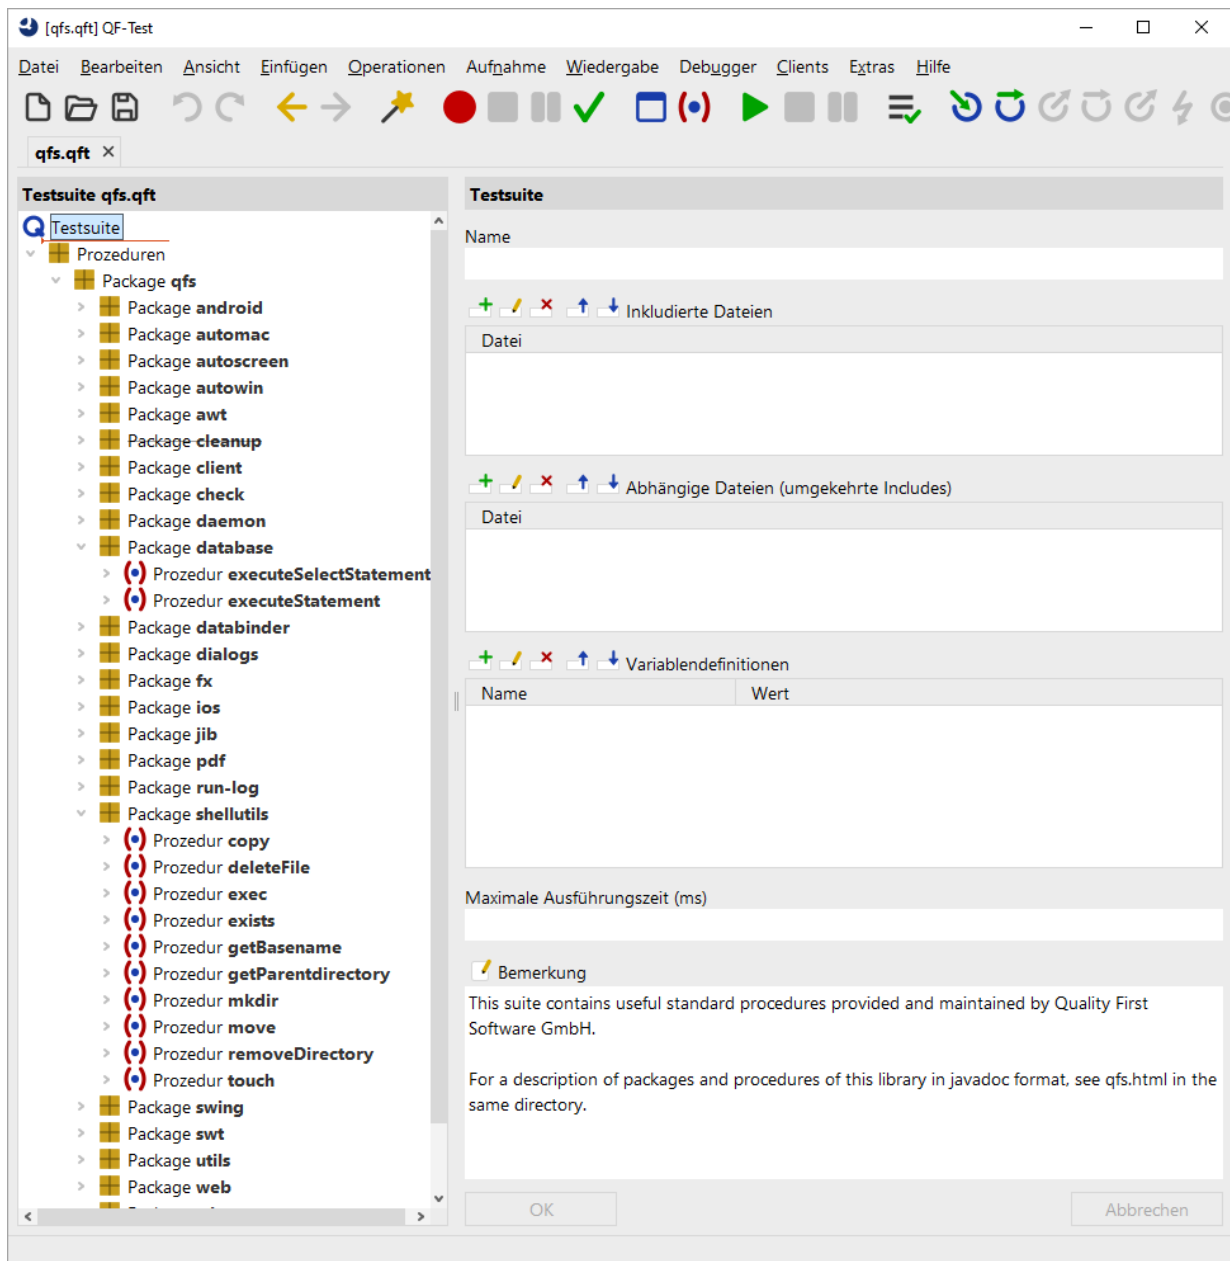 [qfs.qft] QF-Test
Datei Bearbeiten Ansicht Einfügen Operationen Aufnahme Wiedergabe Debugger Clients Extras Hilfe
qfs.qft
Testsuite qfs.qft
Testsuite
Prozeduren
Package qfs
Package android
Package automac
Package autoscreen
Package autowin
Package awt
Package cleanup
Package client
Package check
Package daemon
Package database
Prozedur executeSelectStatement
Prozedur executeStatement
Package databinder
Package dialogs
Package fx
Package ios
Package jib
Package pdf
Package run-log
Package shellutils
Prozedur copy
Prozedur deleteFile
Prozedur exec
Prozedur exists
Prozedur getBasename
Prozedur getParentdirectory
Prozedur mkdir
Prozedur move
Prozedur removeDirectory
Prozedur touch
Package swing
Package swt
Package utils
Package web
Testsuite
Name
Inkludierte Dateien
Datei
Abhängige Dateien (umgekehrte Includes)
Datei
Variablendefinitionen
Name Wert
Maximale Ausführungszeit (ms)
Bemerkung
This suite contains useful standard procedures provided and maintained by Quality First
Software GmbH.
For a description of packages and procedures of this library in javadoc format, see qfs.html in the
same directory.
OK Abbrechen